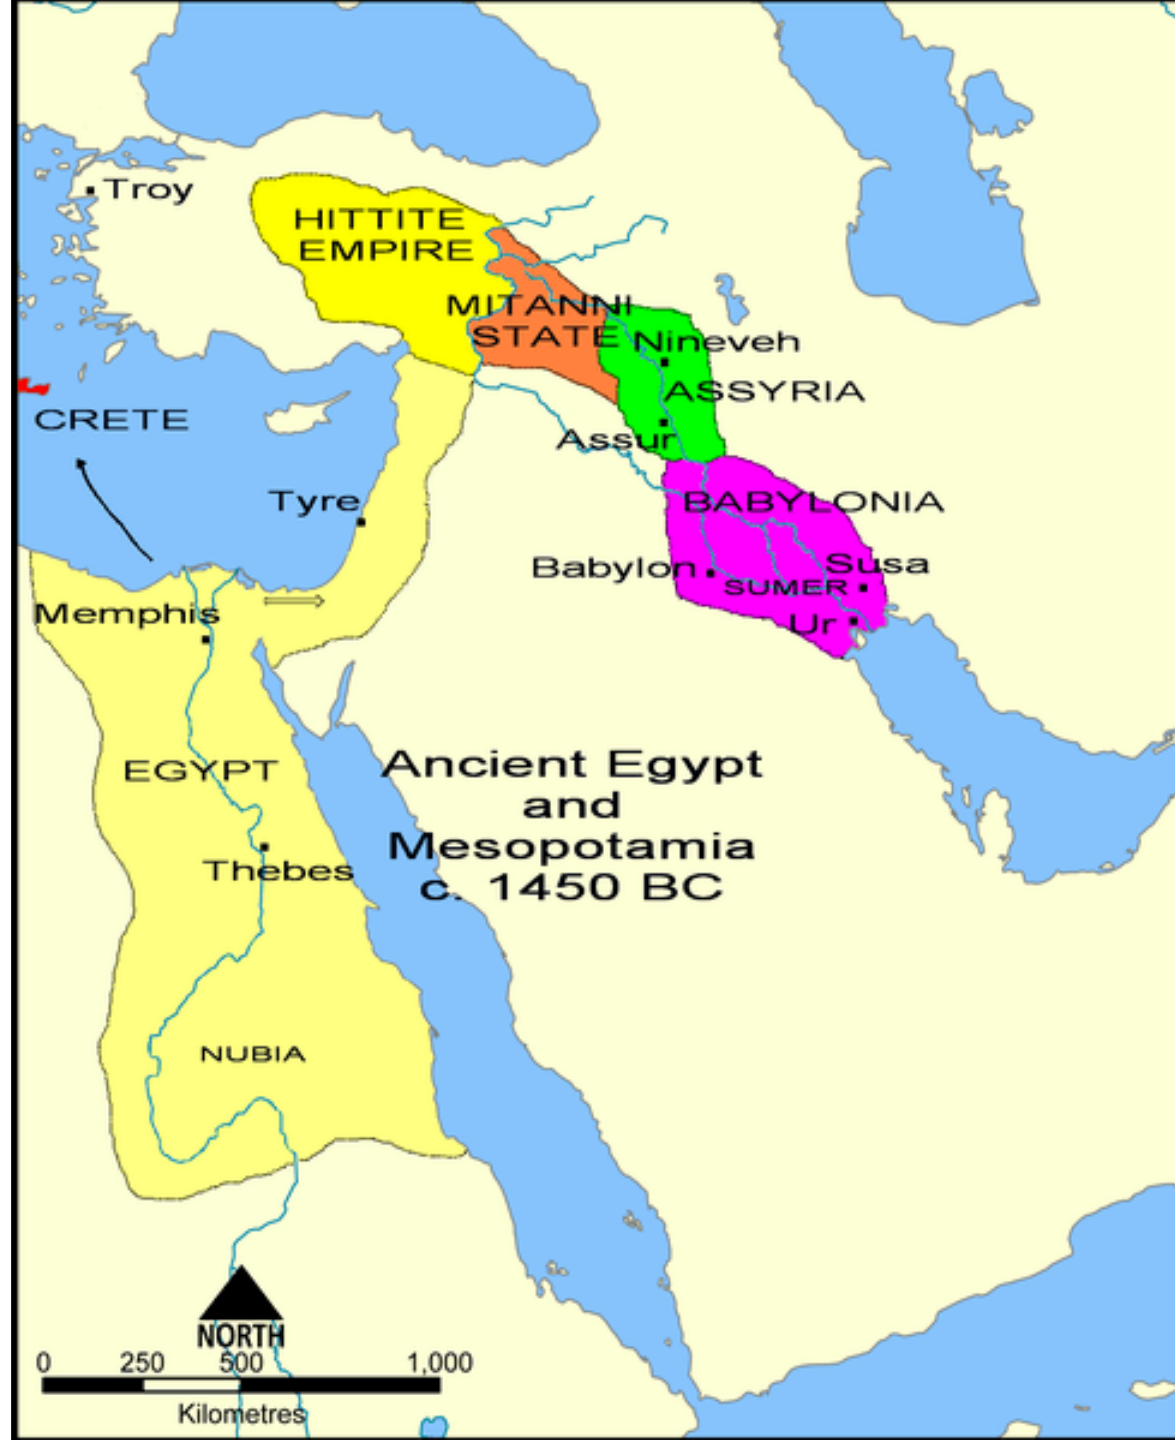 Troy
HITTITE
EMPIRE
MITANNI
STATE
Nineveh
ASSYRIA
CRETE
Assur
Tyre
BABYLONIA
Babylon
Susa
SUMER
Memphis
Ur
EGYPT
Ancient Egypt
and
Mesopotamia
c. 1450 BC
Thebes
NUBIA
NORTH
0 250 500 1,000
Kilometres